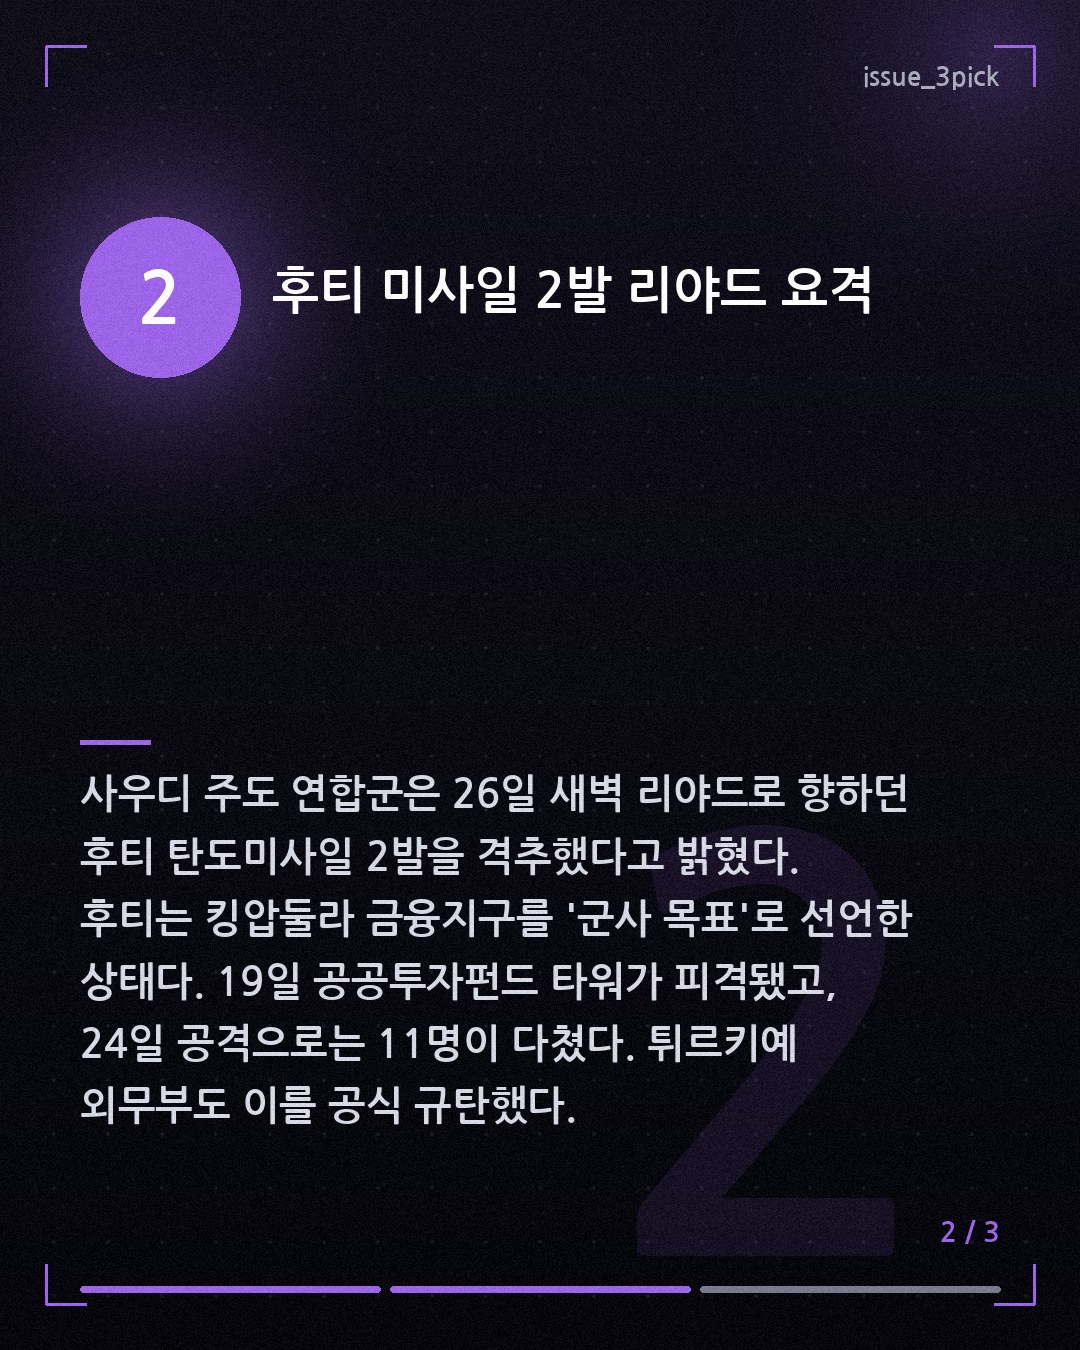 issue_3pick
2
후티 미사일 2발 리야드 요격
사우디 주도 연합군은 26일 새벽 리야드로 향하던
후티 탄도미사일 2발을 격추했다고 밝혔다.
후티는 킹압둘라 금융지구를 '군사 목표'로 선언한
상태다. 19일 공공투자펀드 타워가 피격됐고,
24일 공격으로는 11명이 다쳤다. 튀르키예
외무부도 이를 공식 규탄했다.
2
2 / 3